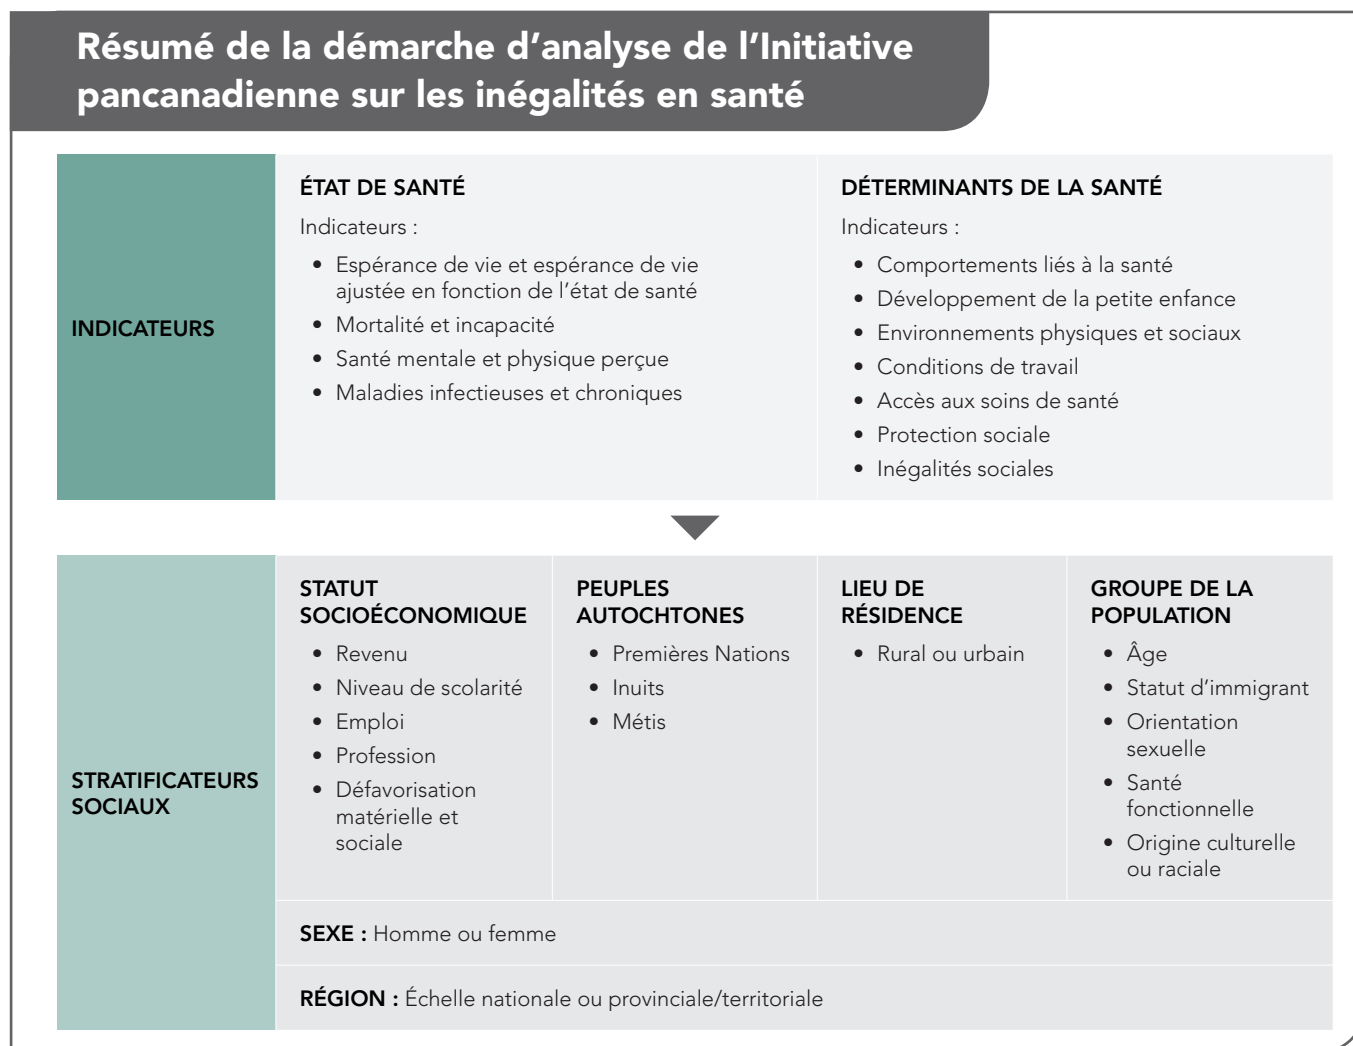 Résumé de la démarche d’analyse de l’Initiative
pancanadienne sur les inégalités en santé
INDICATEURS
ÉTAT DE SANTÉ
Indicateurs :
• Espérance de vie et espérance de vie
ajustée en fonction de l’état de santé
• Mortalité et incapacité
• Santé mentale et physique perçue
• Maladies infectieuses et chroniques
DÉTERMINANTS DE LA SANTÉ
Indicateurs :
• Comportements liés à la santé
• Développement de la petite enfance
• Environnements physiques et sociaux
• Conditions de travail
• Accès aux soins de santé
• Protection sociale
• Inégalités sociales
STRATIFICATEURS
SOCIAUX
STATUT
SOCIOÉCONOMIQUE
• Revenu
• Niveau de scolarité
• Emploi
• Profession
• Défavorisation
matérielle et
sociale
PEUPLES
AUTOCHTONES
• Premières Nations
• Inuits
• Métis
LIEU DE
RÉSIDENCE
• Rural ou urbain
GROUPE DE LA
POPULATION
• Âge
• Statut d’immigrant
• Orientation
sexuelle
• Santé
fonctionnelle
• Origine culturelle
ou raciale
SEXE : Homme ou femme
RÉGION : Échelle nationale ou provinciale/territoriale